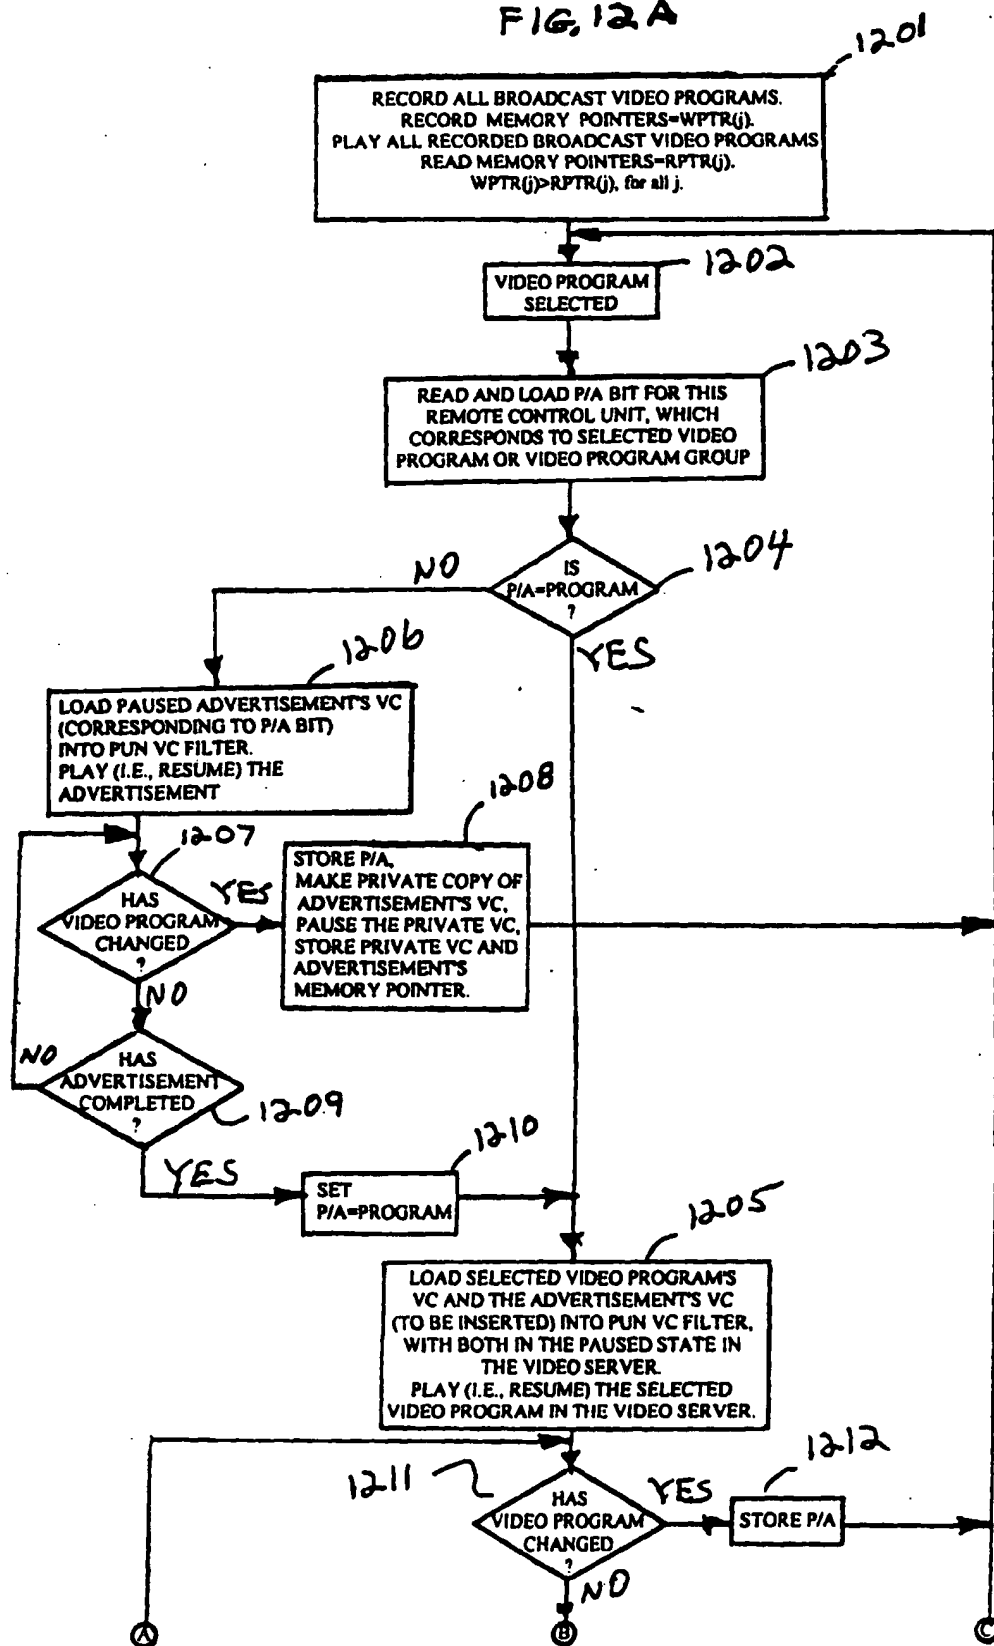 FIG. 12A
1201
RECORD ALL BROADCAST VIDEO PROGRAMS.
RECORD MEMORY POINTERS=WPTR(j).
PLAY ALL RECORDED BROADCAST VIDEO PROGRAMS
READ MEMORY POINTERS=RPTR(j).
WPTR(j)>RPTR(j), for all j.
1202
VIDEO PROGRAM
SELECTED
1203
READ AND LOAD P/A BIT FOR THIS
REMOTE CONTROL UNIT, WHICH
CORRESPONDS TO SELECTED VIDEO
PROGRAM OR VIDEO PROGRAM GROUP
1204
IS
P/A=PROGRAM
?
NO
YES
1206
LOAD PAUSED ADVERTISEMENT'S VC
(CORRESPONDING TO P/A BIT)
INTO PUN VC FILTER.
PLAY (I.E., RESUME) THE
ADVERTISEMENT
1207
HAS
VIDEO PROGRAM
CHANGED
?
YES
1208
STORE P/A,
MAKE PRIVATE COPY OF
ADVERTISEMENT'S VC,
PAUSE THE PRIVATE VC,
STORE PRIVATE VC AND
ADVERTISEMENT'S
MEMORY POINTER.
NO
NO
HAS
ADVERTISEMENT
COMPLETED
?
1209
YES
1210
SET
P/A=PROGRAM
1205
LOAD SELECTED VIDEO PROGRAM'S
VC AND THE ADVERTISEMENT'S VC
(TO BE INSERTED) INTO PUN VC FILTER,
WITH BOTH IN THE PAUSED STATE IN
THE VIDEO SERVER.
PLAY (I.E., RESUME) THE SELECTED
VIDEO PROGRAM IN THE VIDEO SERVER.
1211
HAS
VIDEO PROGRAM
CHANGED
?
YES
1212
STORE P/A
NO
A
B
C